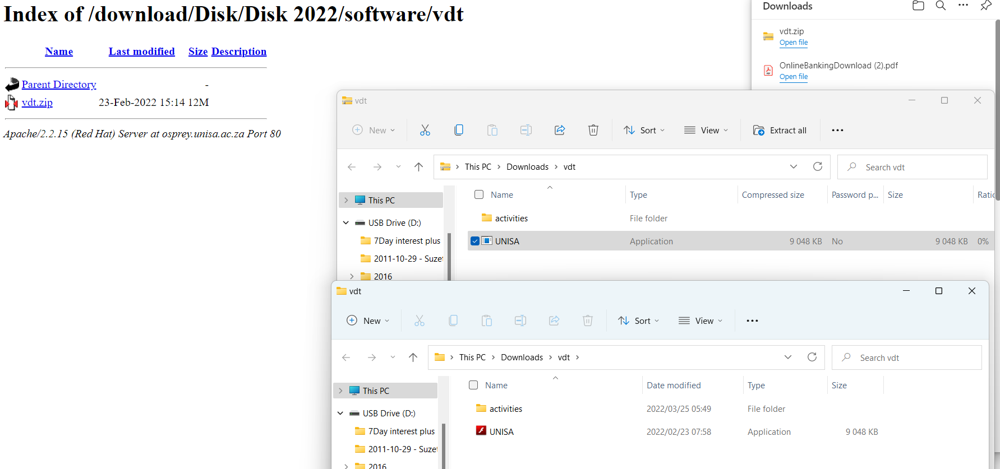 Index of /download/Disk/Disk 2022/software/vdt
Name Last modified Size Description
Parent Directory -
vdt.zip 23-Feb-2022 15:14 12M
Apache/2.2.15 (Red Hat) Server at osprey.unisa.ac.za Port 80
Downloads
vdt.zip
Open file
OnlineBankingDownload (2).pdf
Open file
vdt
New Sort View Extract all
This PC > Downloads > vdt Search vdt
Name Type Compressed size Password p... Size Ratio
This PC
activities File folder
USB Drive (D:)
UNISA Application 9 048 KB No 9 048 KB 0%
7Day interest plus
2011-10-29 - Suzet
2016
vdt
New Sort View
This PC > Downloads > vdt > Search vdt
Name Date modified Type Size
This PC
activities 2022/03/25 05:49 File folder
USB Drive (D:)
UNISA 2022/02/23 07:58 Application 9 048 KB
7Day interest plus
2011-10-29 - Suzet
2016